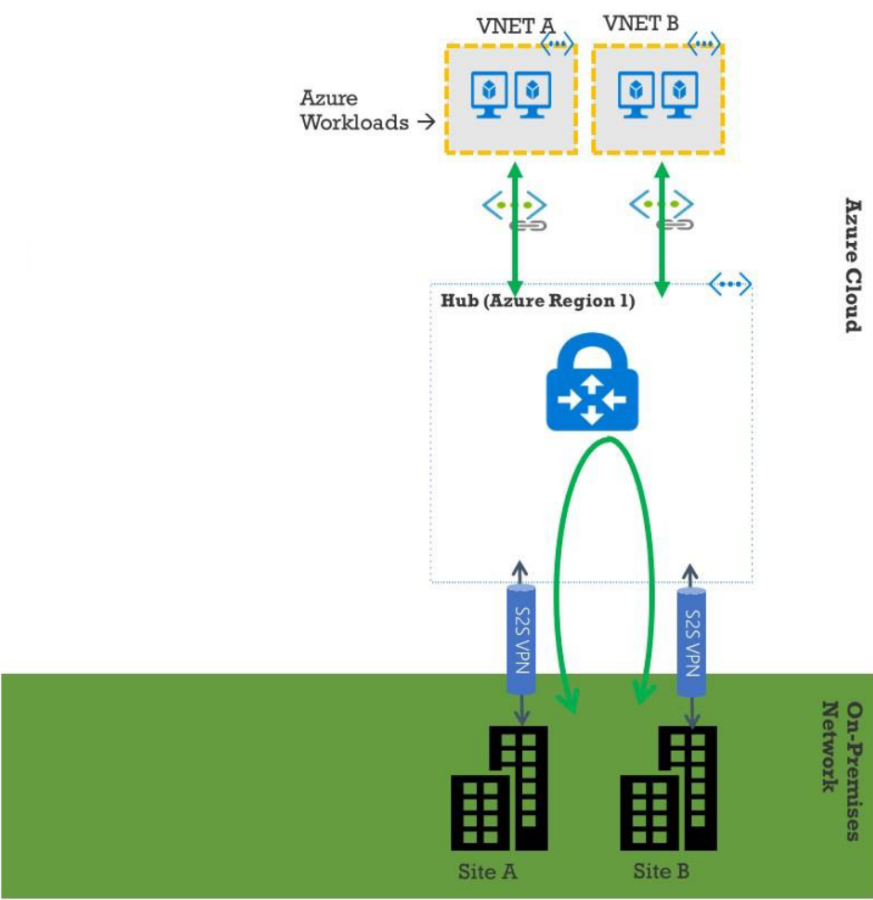 VNET A
VNET B
Azure
Workloads →
Azure Cloud
Hub (Azure Region 1)
S2S VPN
S2S VPN
On-Premises
Network
Site A
Site B